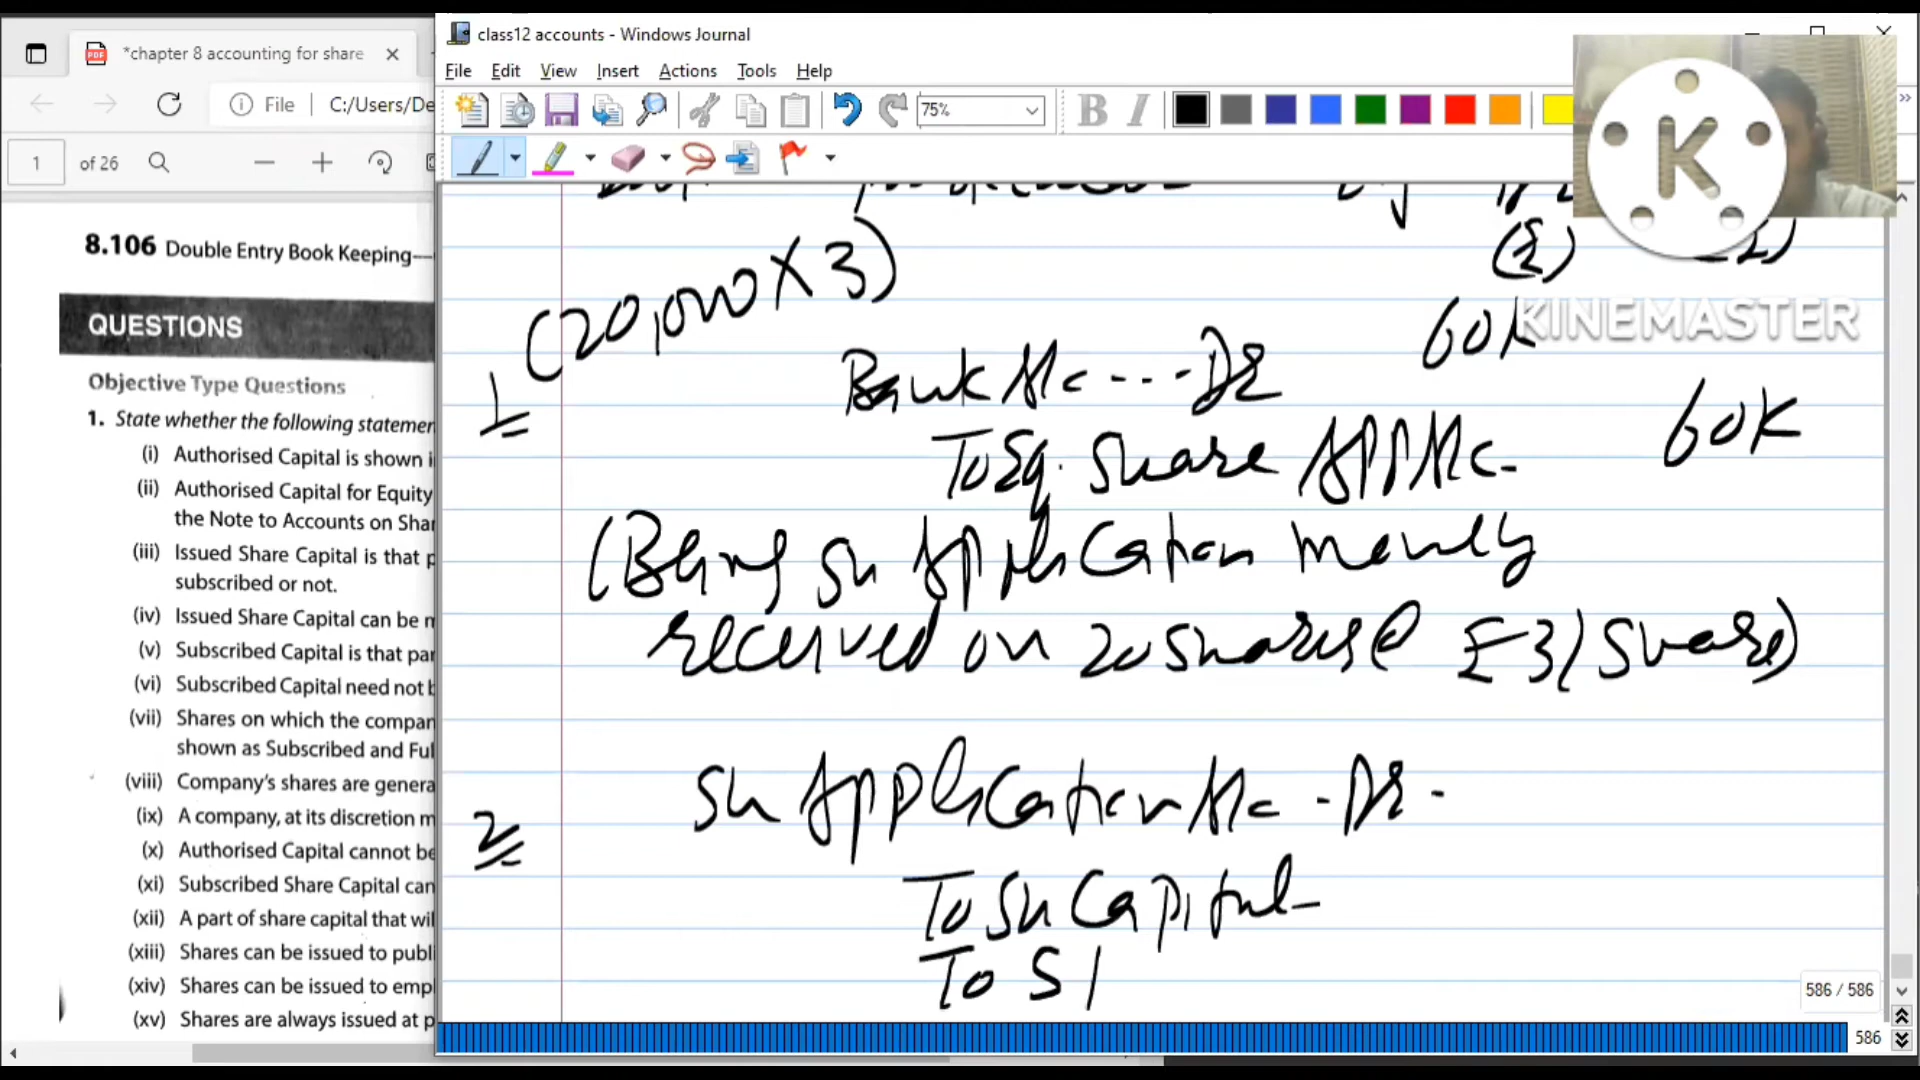 *chapter 8 accounting for share
File C:/Users/De
1 of 26
8.106 Double Entry Book Keeping—
QUESTIONS
Objective Type Questions
1. State whether the following statemen
(i) Authorised Capital is shown i
(ii) Authorised Capital for Equity
the Note to Accounts on Shar
(iii) Issued Share Capital is that p
subscribed or not.
(iv) Issued Share Capital can be m
(v) Subscribed Capital is that par
(vi) Subscribed Capital need not b
(vii) Shares on which the compan
shown as Subscribed and Ful
(viii) Company's shares are genera
(ix) A company, at its discretion m
(x) Authorised Capital cannot be
(xi) Subscribed Share Capital can
(xii) A part of share capital that wil
(xiii) Shares can be issued to publi
(xiv) Shares can be issued to emp
(xv) Shares are always issued at p
class12 accounts - Windows Journal
File Edit View Insert Actions Tools Help
75% B I
K
KINEMASTER
(20,000 X 3)
60K
1 Bank A/c ---DR
To Eq. Share App A/c- 60K
(Being Sh Application Money
received on 20 Shares @ £3/Share)
2 Sh Application A/c - DR -
To Sh Capital-
To S
586 / 586
586